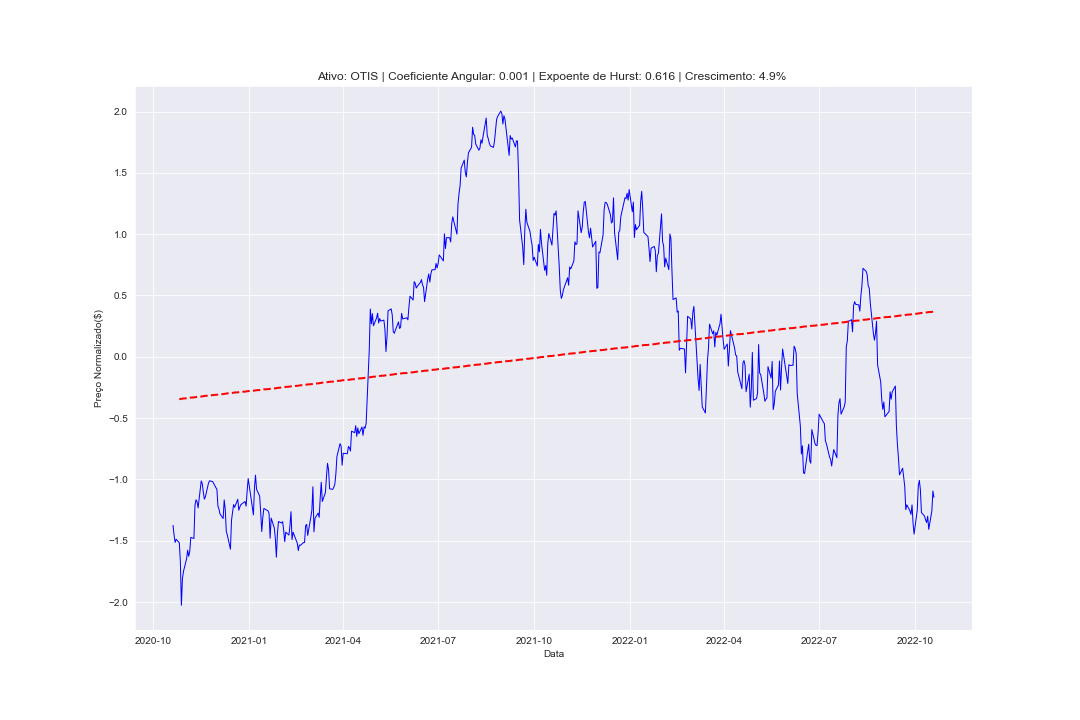 Ativo: OTIS | Coeficiente Angular: 0.001 | Expoente de Hurst: 0.616 | Crescimento: 4.9%
2.0
1.5
1.0
0.5
0.0
−0.5
−1.0
−1.5
−2.0
Preço Normalizado($)
2020-10 2021-01 2021-04 2021-07 2021-10 2022-01 2022-04 2022-07 2022-10
Data